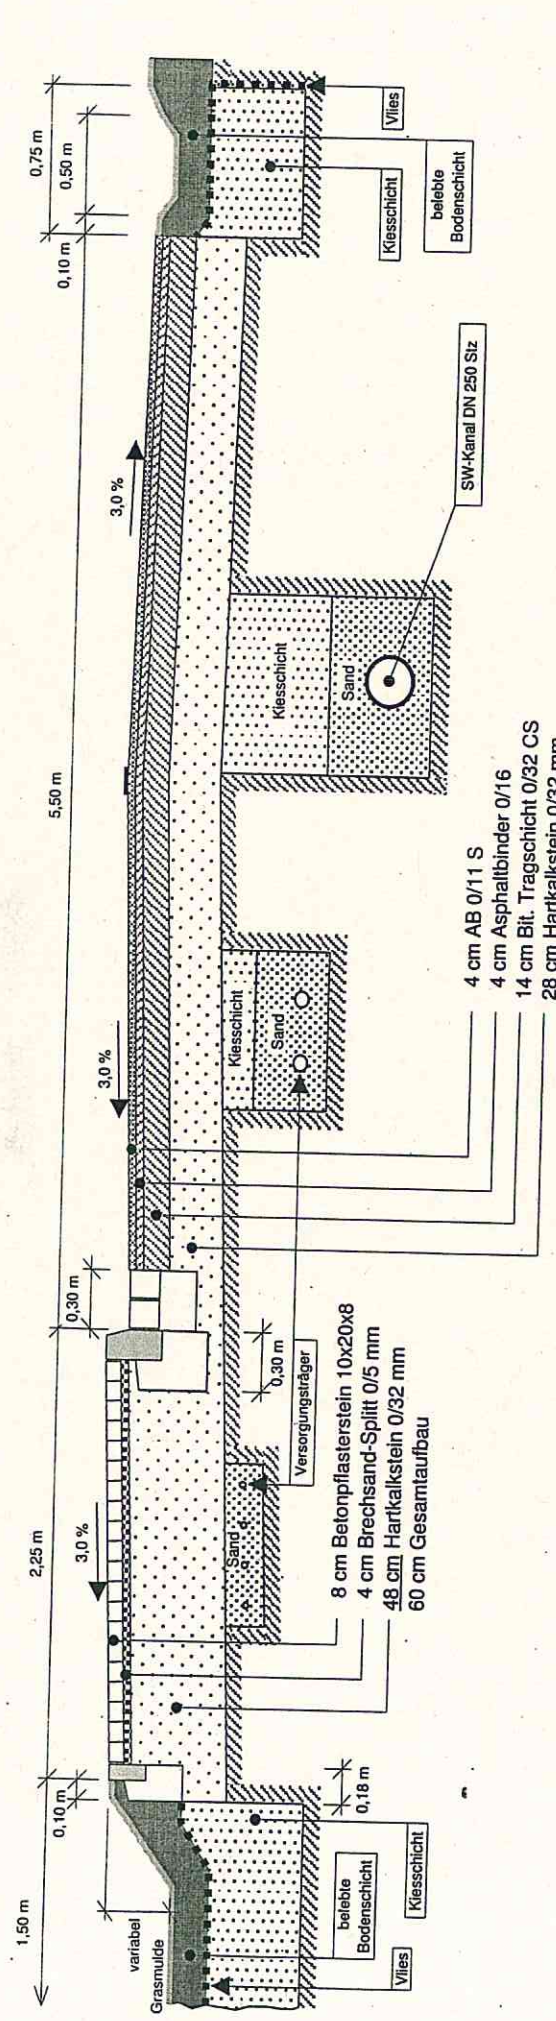 1,50 m
2,25 m
5,50 m
0,75 m
0,50 m
0,10 m
0,10 m
0,30 m
3,0 %
3,0 %
3,0 %
variabel
Grasmulde
belebte
Bodenschicht
Vlies
Kiesschicht
0,18 m
Sand
8 cm Betonpflasterstein 10x20x8
4 cm Brechsand-Splitt 0/5 mm
48 cm Hartkalkstein 0/32 mm
60 cm Gesamtaufbau
Versorgungsträger
0,30 m
Kiesschicht
Sand
4 cm AB 0/11 S
4 cm Asphaltbinder 0/16
14 cm Bit. Tragschicht 0/32 CS
28 cm Hartkalkstein 0/32 mm
Kiesschicht
Sand
SW-Kanal DN 250 Stz
belebte
Bodenschicht
Kiesschicht
Vlies